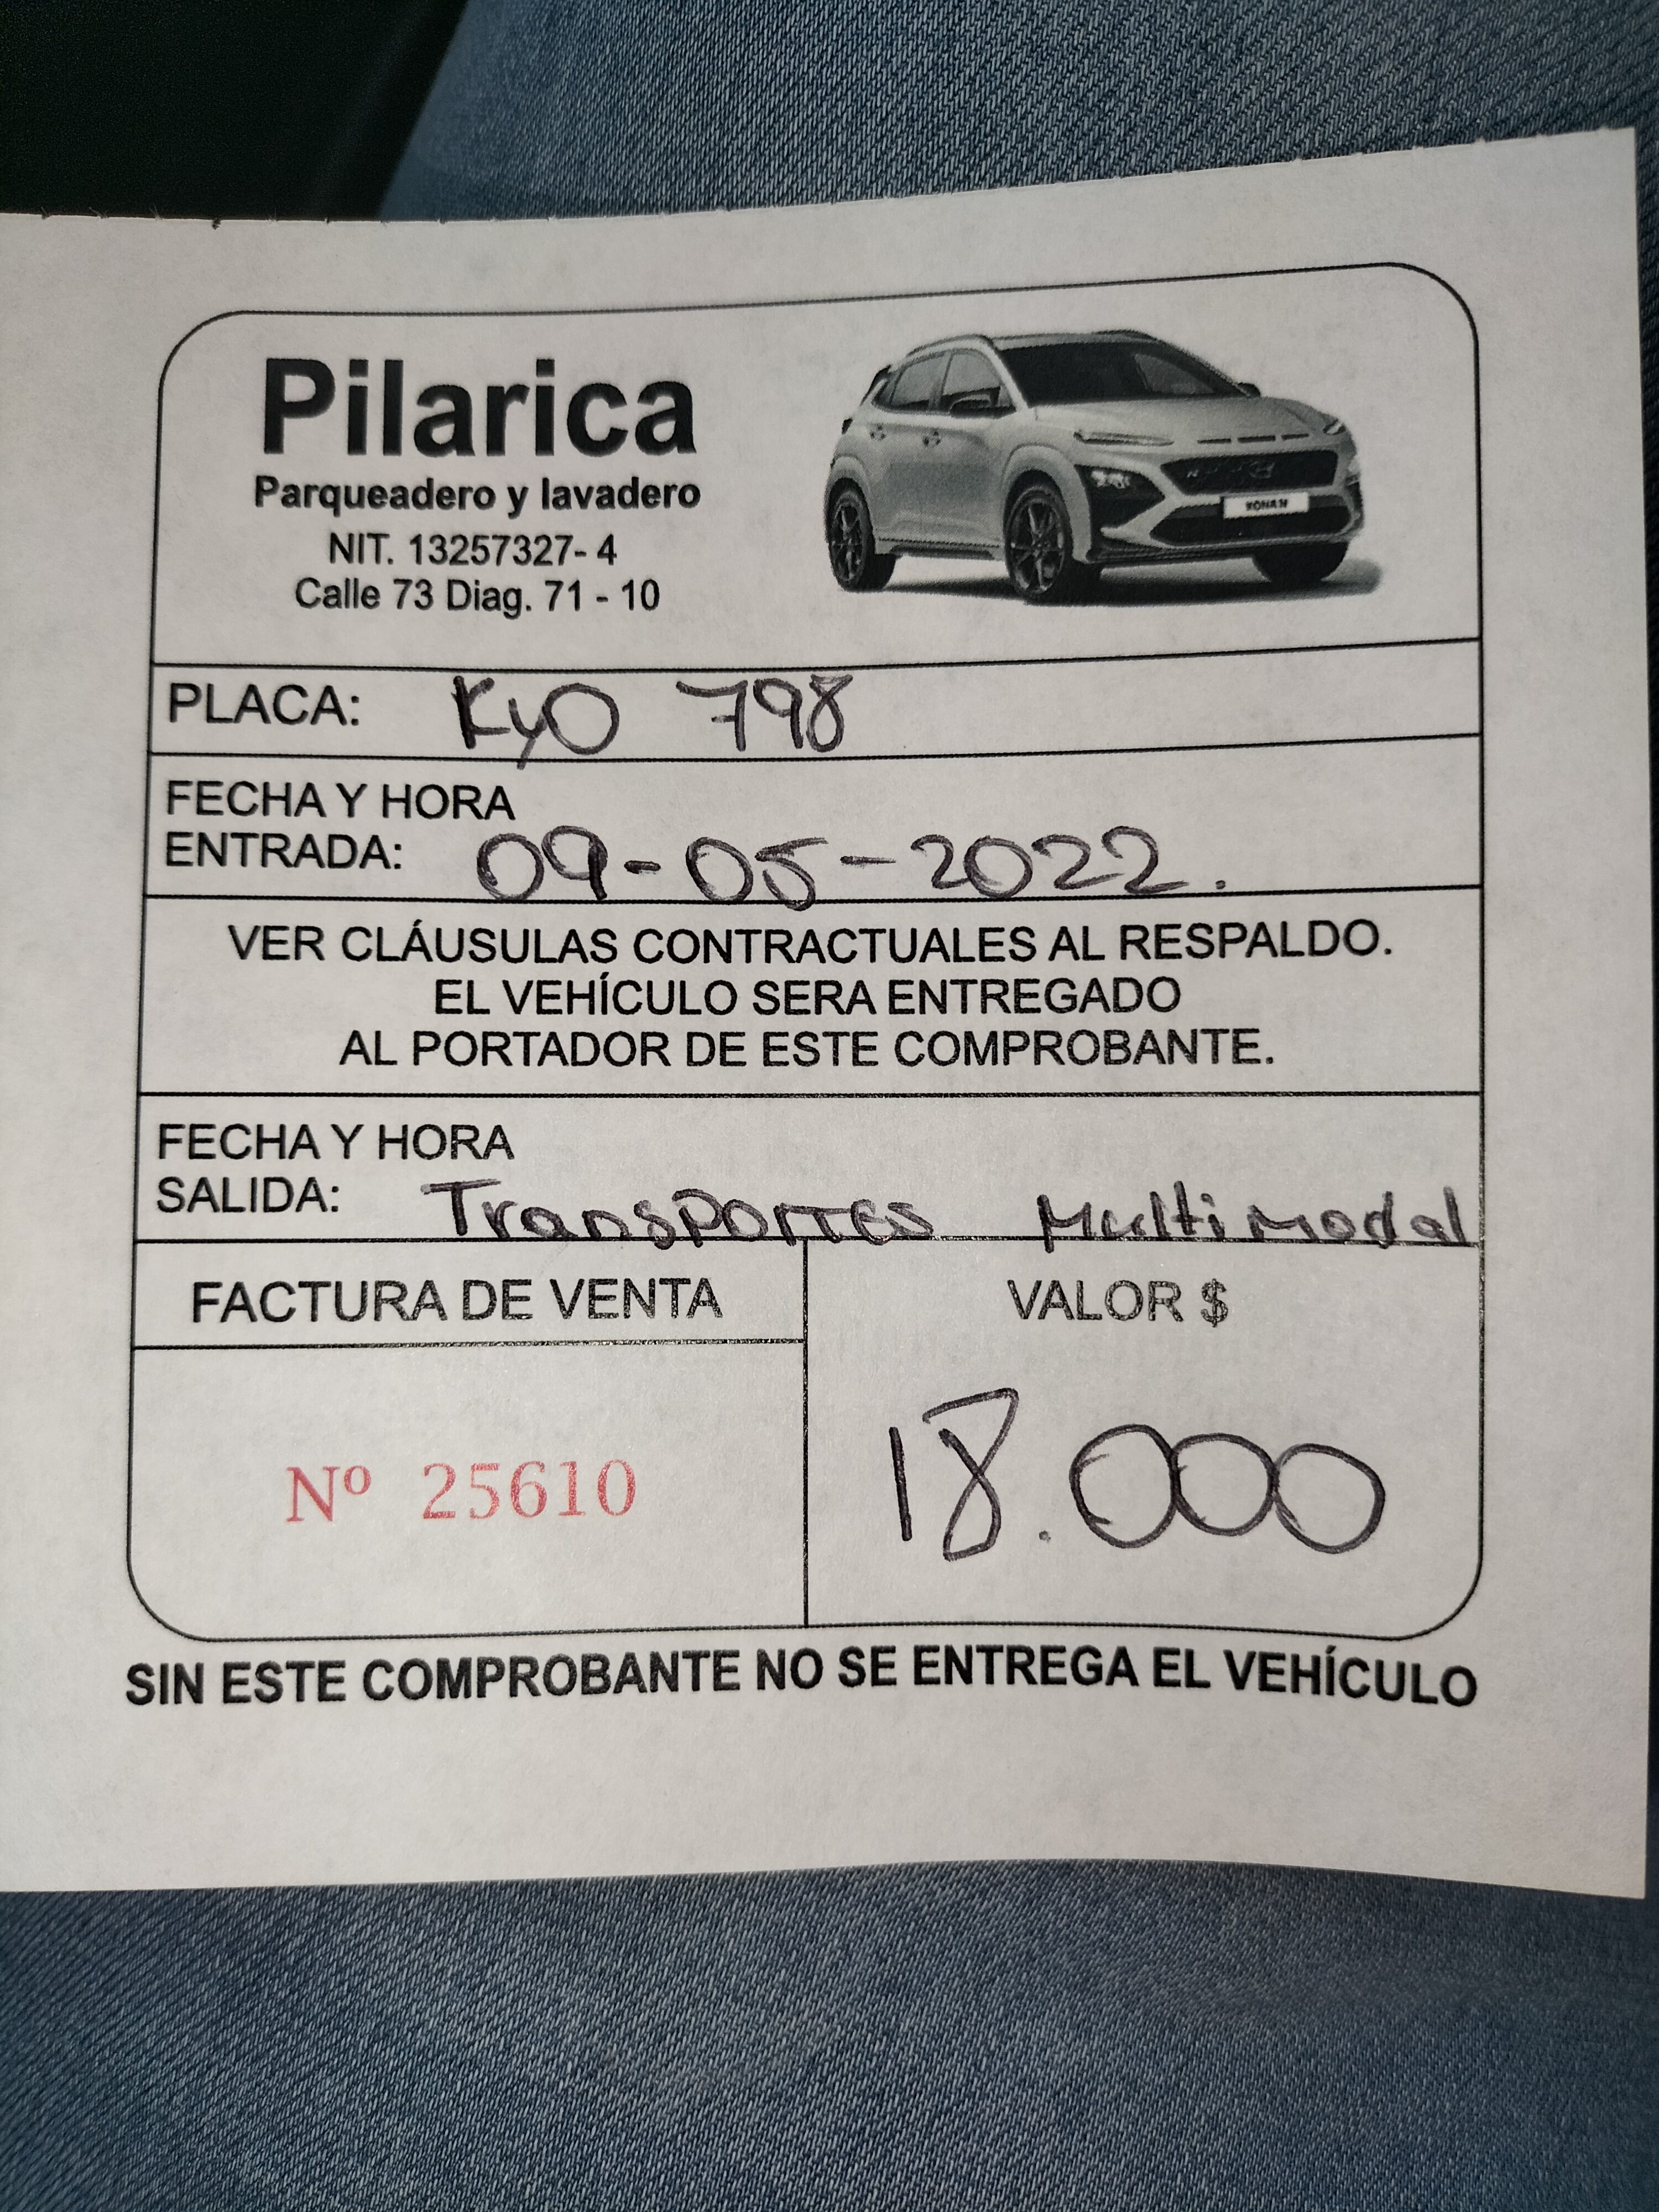 Pilarica
Parqueadero y lavadero
NIT. 13257327- 4
Calle 73 Diag. 71 - 10
KONA N
PLACA: KyO 798
FECHA Y HORA
ENTRADA: 09-05-2022.
VER CLÁUSULAS CONTRACTUALES AL RESPALDO.
EL VEHÍCULO SERA ENTREGADO
AL PORTADOR DE ESTE COMPROBANTE.
FECHA Y HORA
SALIDA: Transportes Multimodal
FACTURA DE VENTA
VALOR $
Nº 25610
18.000
SIN ESTE COMPROBANTE NO SE ENTREGA EL VEHÍCULO